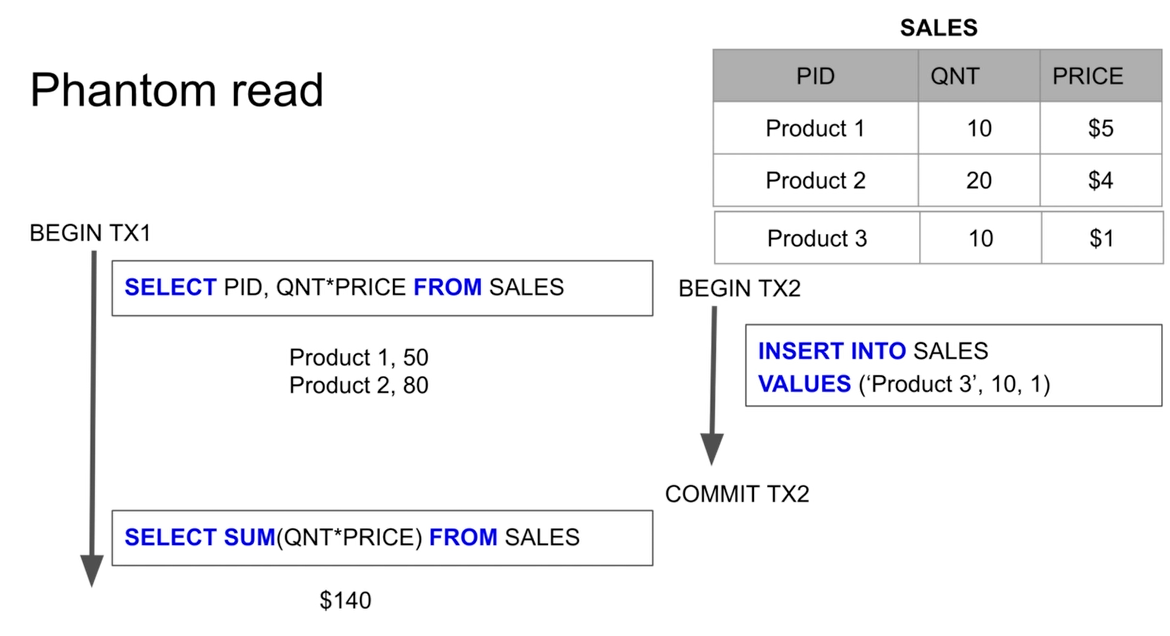 Phantom read
SALES
PID QNT PRICE
Product 1 10 $5
Product 2 20 $4
Product 3 10 $1
BEGIN TX1
SELECT PID, QNT*PRICE FROM SALES
Product 1, 50
Product 2, 80
BEGIN TX2
INSERT INTO SALES
VALUES (‘Product 3’, 10, 1)
COMMIT TX2
SELECT SUM(QNT*PRICE) FROM SALES
$140